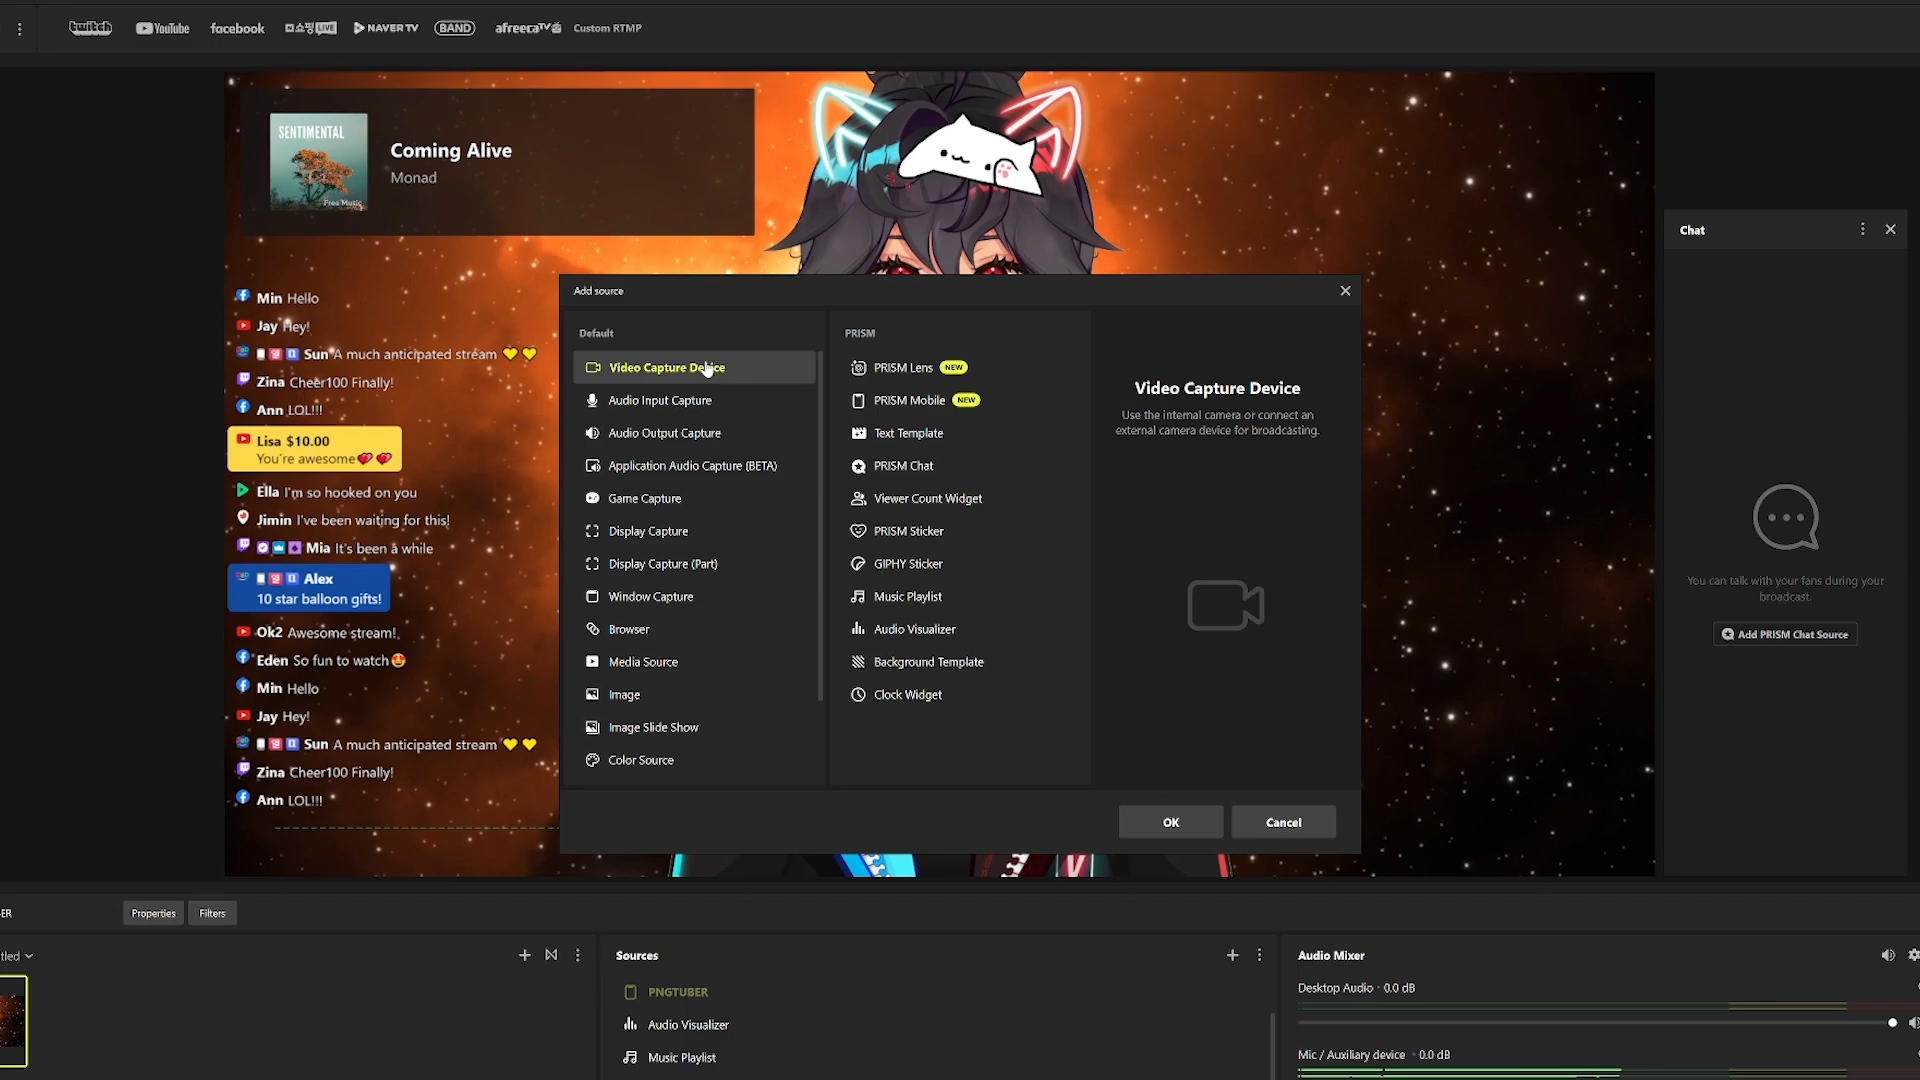 twitch YouTube facebook 쇼핑LIVE NAVER TV BAND afreecaTV Custom RTMP
SENTIMENTAL
Free Music
Coming Alive
Monad
Min Hello
Jay Hey!
Sun A much anticipated stream 💛 💛
Zina Cheer100 Finally!
Ann LOL!!!
Lisa $10.00
You're awesome
Ella I'm so hooked on you
Jimin I've been waiting for this!
Mia It's been a while
Alex
10 star balloon gifts!
Ok2 Awesome stream!
Eden So fun to watch😍
Min Hello
Jay Hey!
Sun A much anticipated stream 💛 💛
Zina Cheer100 Finally!
Ann LOL!!!
Add source
Default
Video Capture Device
Audio Input Capture
Audio Output Capture
Application Audio Capture (BETA)
Game Capture
Display Capture
Display Capture (Part)
Window Capture
Browser
Media Source
Image
Image Slide Show
Color Source
PRISM
PRISM Lens NEW
PRISM Mobile NEW
Text Template
PRISM Chat
Viewer Count Widget
PRISM Sticker
GIPHY Sticker
Music Playlist
Audio Visualizer
Background Template
Clock Widget
Video Capture Device
Use the internal camera or connect an
external camera device for broadcasting.
OK Cancel
Chat
You can talk with your fans during your
broadcast.
Add PRISM Chat Source
ER Properties Filters
tled
Sources
PNGTUBER
Audio Visualizer
Music Playlist
Audio Mixer
Desktop Audio · 0.0 dB
Mic / Auxiliary device · 0.0 dB